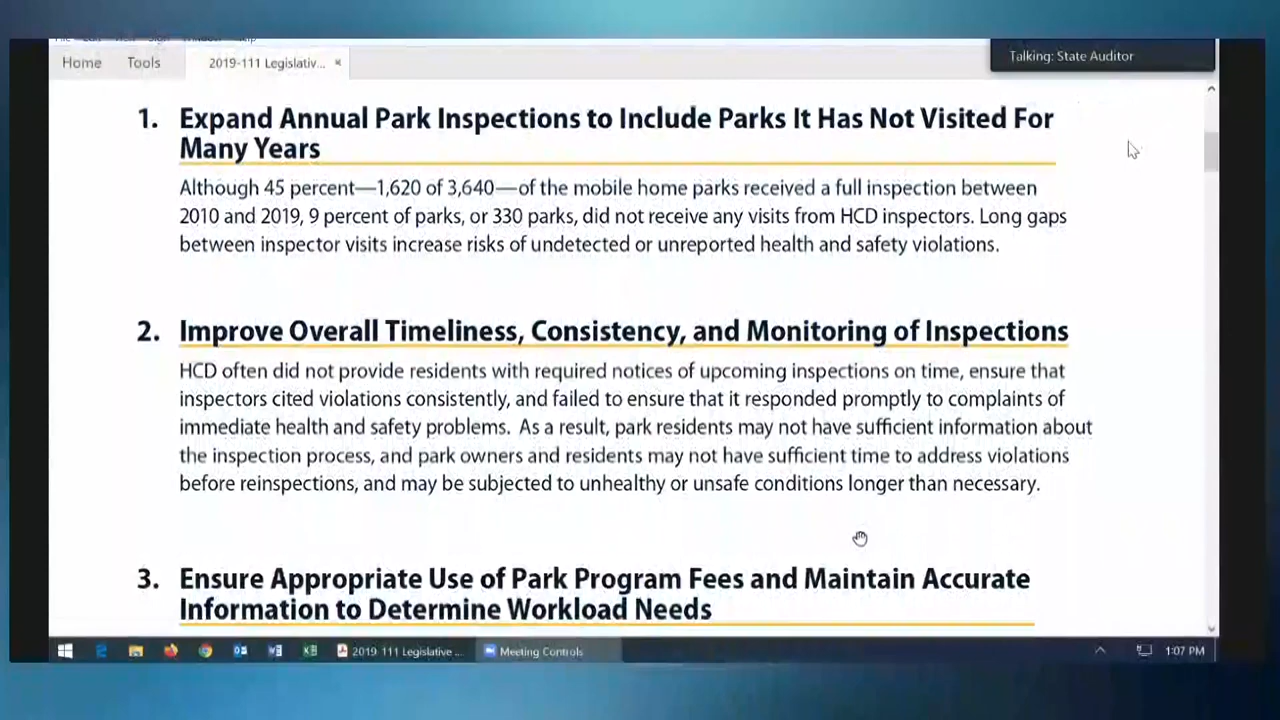 Home Tools 2019-111 Legislativ... ×
Talking: State Auditor
1. Expand Annual Park Inspections to Include Parks It Has Not Visited For
Many Years
Although 45 percent—1,620 of 3,640—of the mobile home parks received a full inspection between
2010 and 2019, 9 percent of parks, or 330 parks, did not receive any visits from HCD inspectors. Long gaps
between inspector visits increase risks of undetected or unreported health and safety violations.
2. Improve Overall Timeliness, Consistency, and Monitoring of Inspections
HCD often did not provide residents with required notices of upcoming inspections on time, ensure that
inspectors cited violations consistently, and failed to ensure that it responded promptly to complaints of
immediate health and safety problems. As a result, park residents may not have sufficient information about
the inspection process, and park owners and residents may not have sufficient time to address violations
before reinspections, and may be subjected to unhealthy or unsafe conditions longer than necessary.
3. Ensure Appropriate Use of Park Program Fees and Maintain Accurate
Information to Determine Workload Needs
2019-111 Legislative ... Meeting Controls 1:07 PM